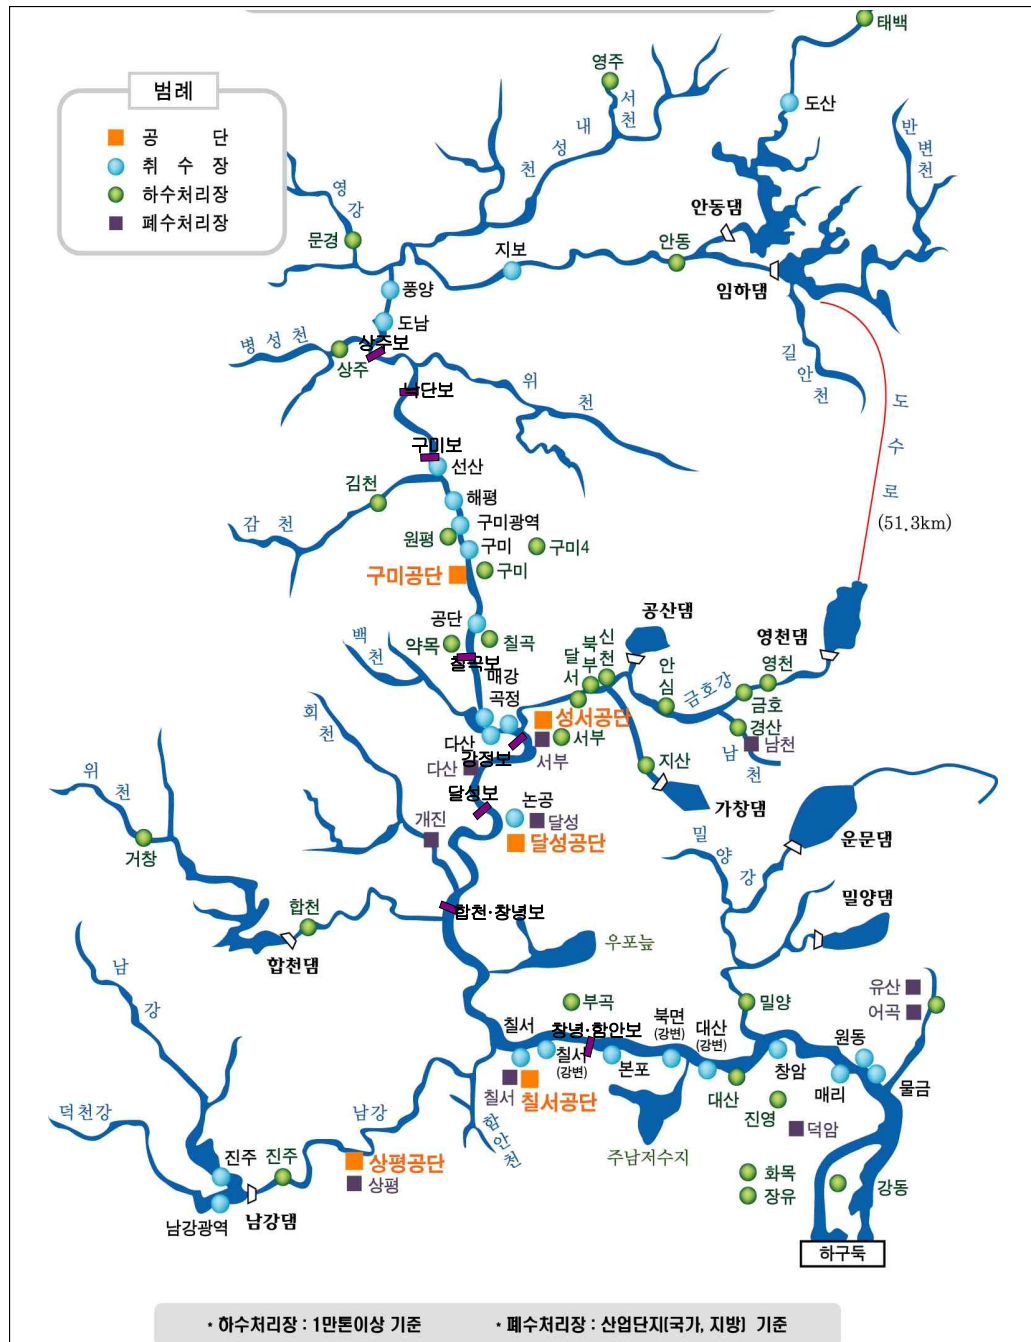 태백
영주
서천
내성천
도산
반변천
범례
공 단
취 수 장
하수처리장
폐수처리장
영강
문경
지보
안동
안동댐
임하댐
풍양
도남
병성천
상주보
상주
낙단보
위천
길안천
도수로
(51.3km)
구미보
선산
김천
감천
해평
구미광역
원평
구미
구미4
구미공단
구미
공단
약목
칠곡
칠곡보
백천
매강
곡정
회천
달서
북부
신천
공산댐
안심
금호강
영천
영천댐
금호
경산
남천
남천
성서공단
서부
서부
다산
강정보
다산
지산
가창댐
달성보
논공
달성
달성공단
개진
위천
거창
합천
합천댐
합천·창녕보
밀양강
운문댐
밀양댐
우포늪
남강
부곡
밀양
유산
어곡
칠서
창녕·함안보
칠서
(강변)
본포
북면
(강변)
대산
(강변)
창암
원동
매리
물금
칠서
칠서공단
대산
진영
덕암
주남저수지
함안천
남강
덕천강
진주
진주
상평공단
상평
남강광역
남강댐
화목
장유
강동
하구둑
* 하수처리장 : 1만톤이상 기준
* 폐수처리장 : 산업단지(국가, 지방) 기준